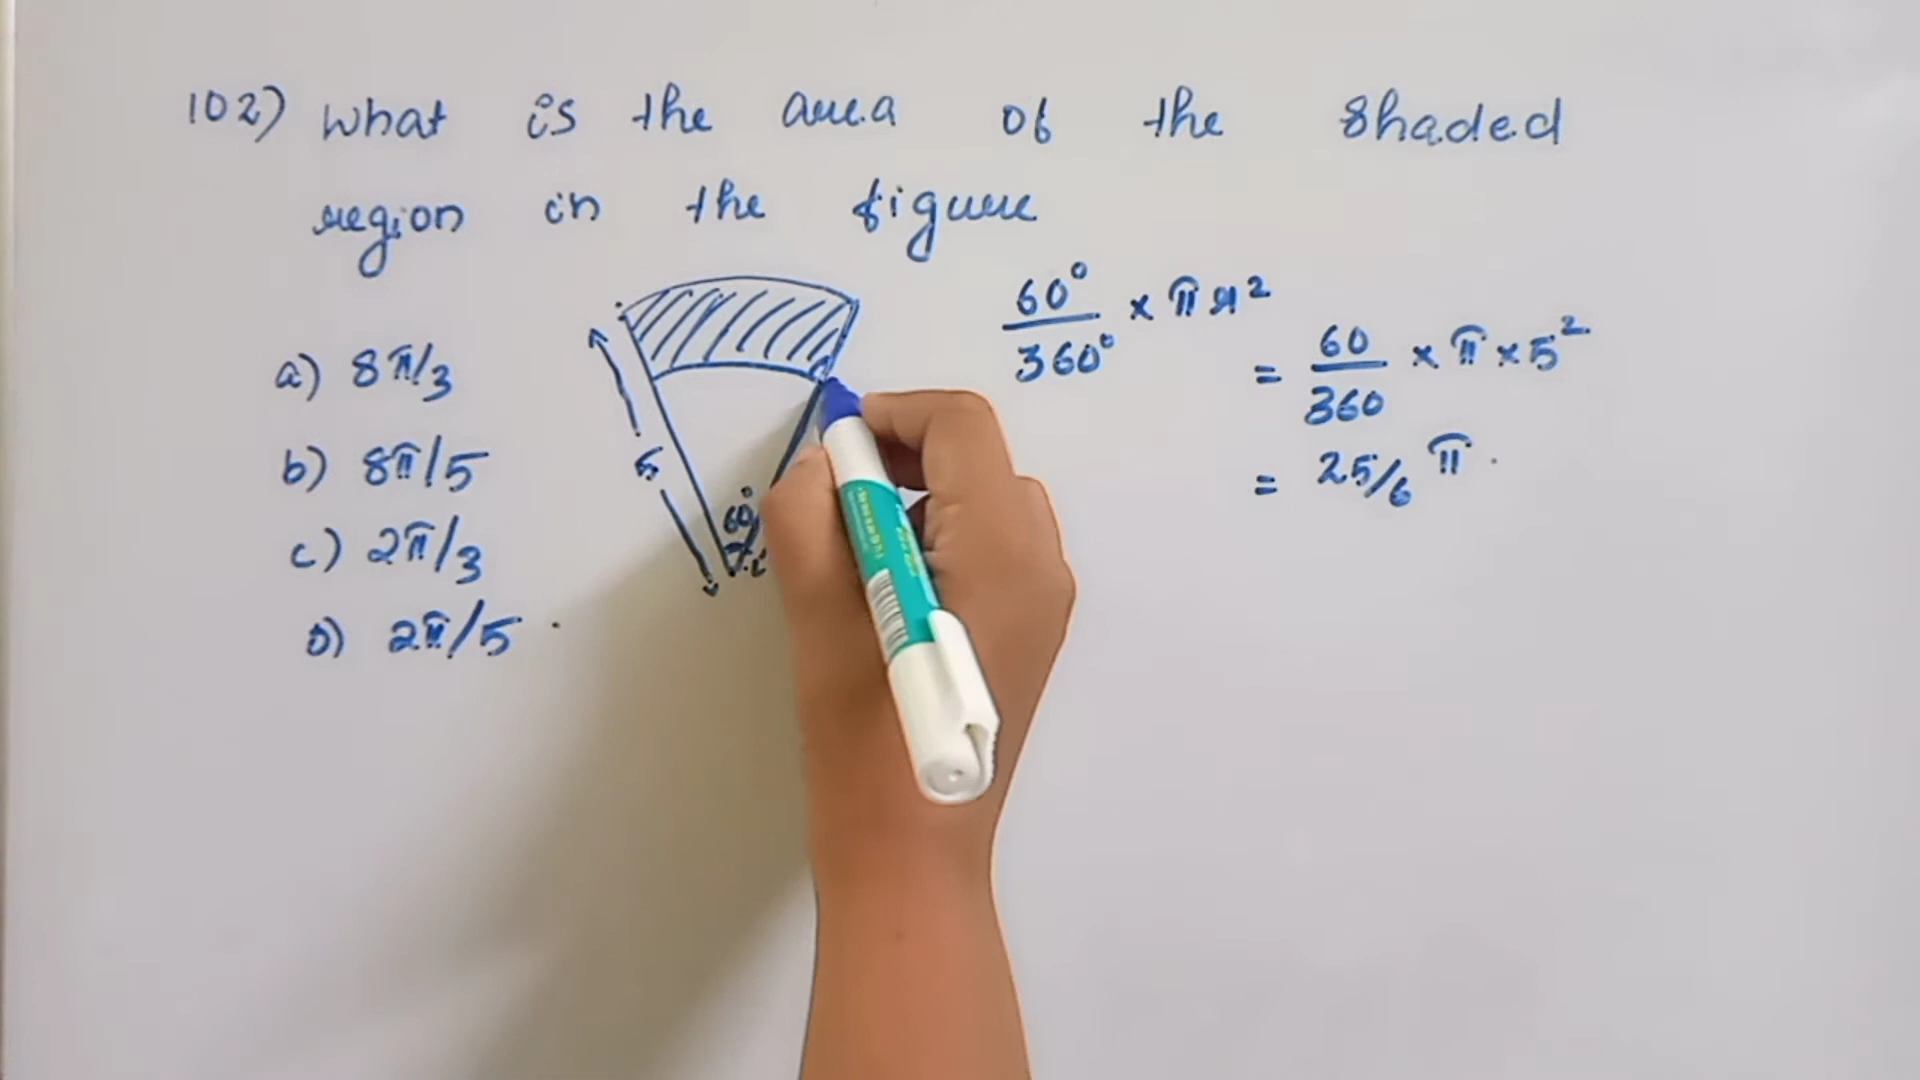 102) What is the area of the shaded
region in the figure
a) 8π/3
b) 8π/5
c) 2π/3
D) 2π/5
5
60°
60°/360° × πr²
= 60/360 × π × 5²
= 25/6 π